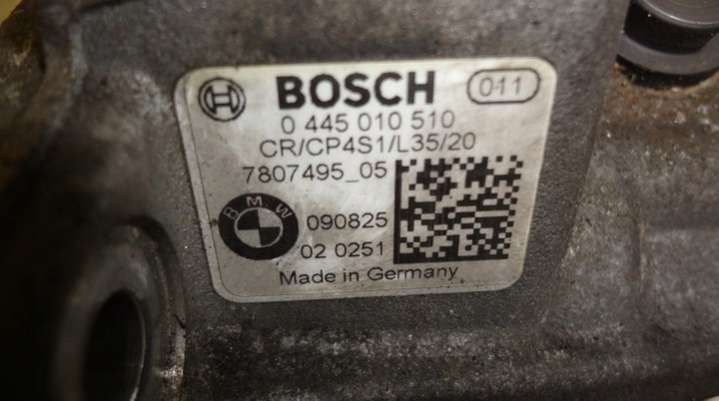 BOSCH 011
0 445 010 510
CR/CP4S1/L35/20
7807495_05
BMW 090825
02 0251
Made in Germany